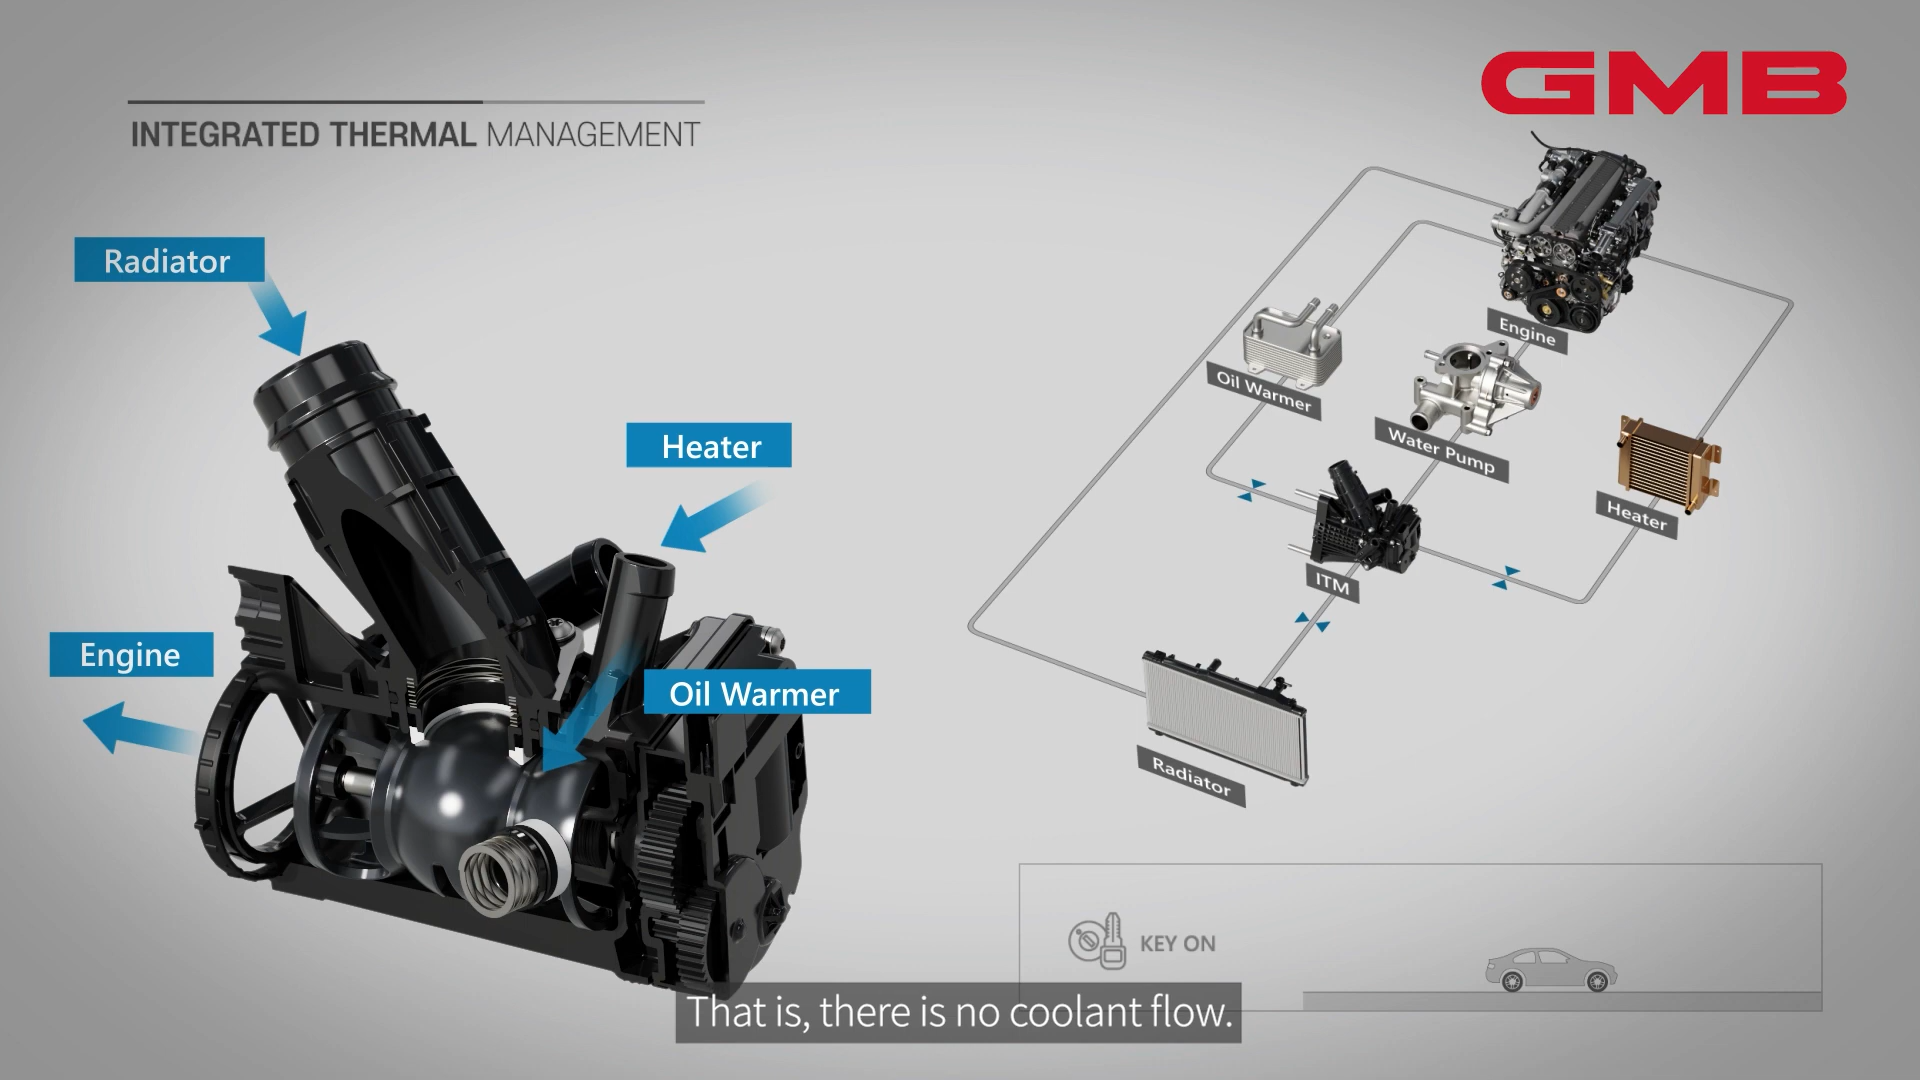 GMB
INTEGRATED THERMAL MANAGEMENT
Radiator
Heater
Engine
Oil Warmer
Engine
Oil Warmer
Water Pump
Heater
ITM
Radiator
KEY ON
That is, there is no coolant flow.